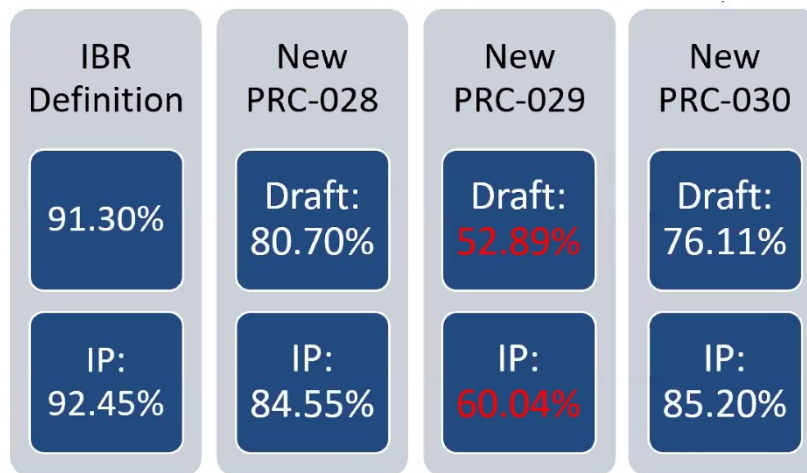 IBR
Definition
91.30%
IP:
92.45%
New
PRC-028
Draft:
80.70%
IP:
84.55%
New
PRC-029
Draft:
52.89%
IP:
60.04%
New
PRC-030
Draft:
76.11%
IP:
85.20%